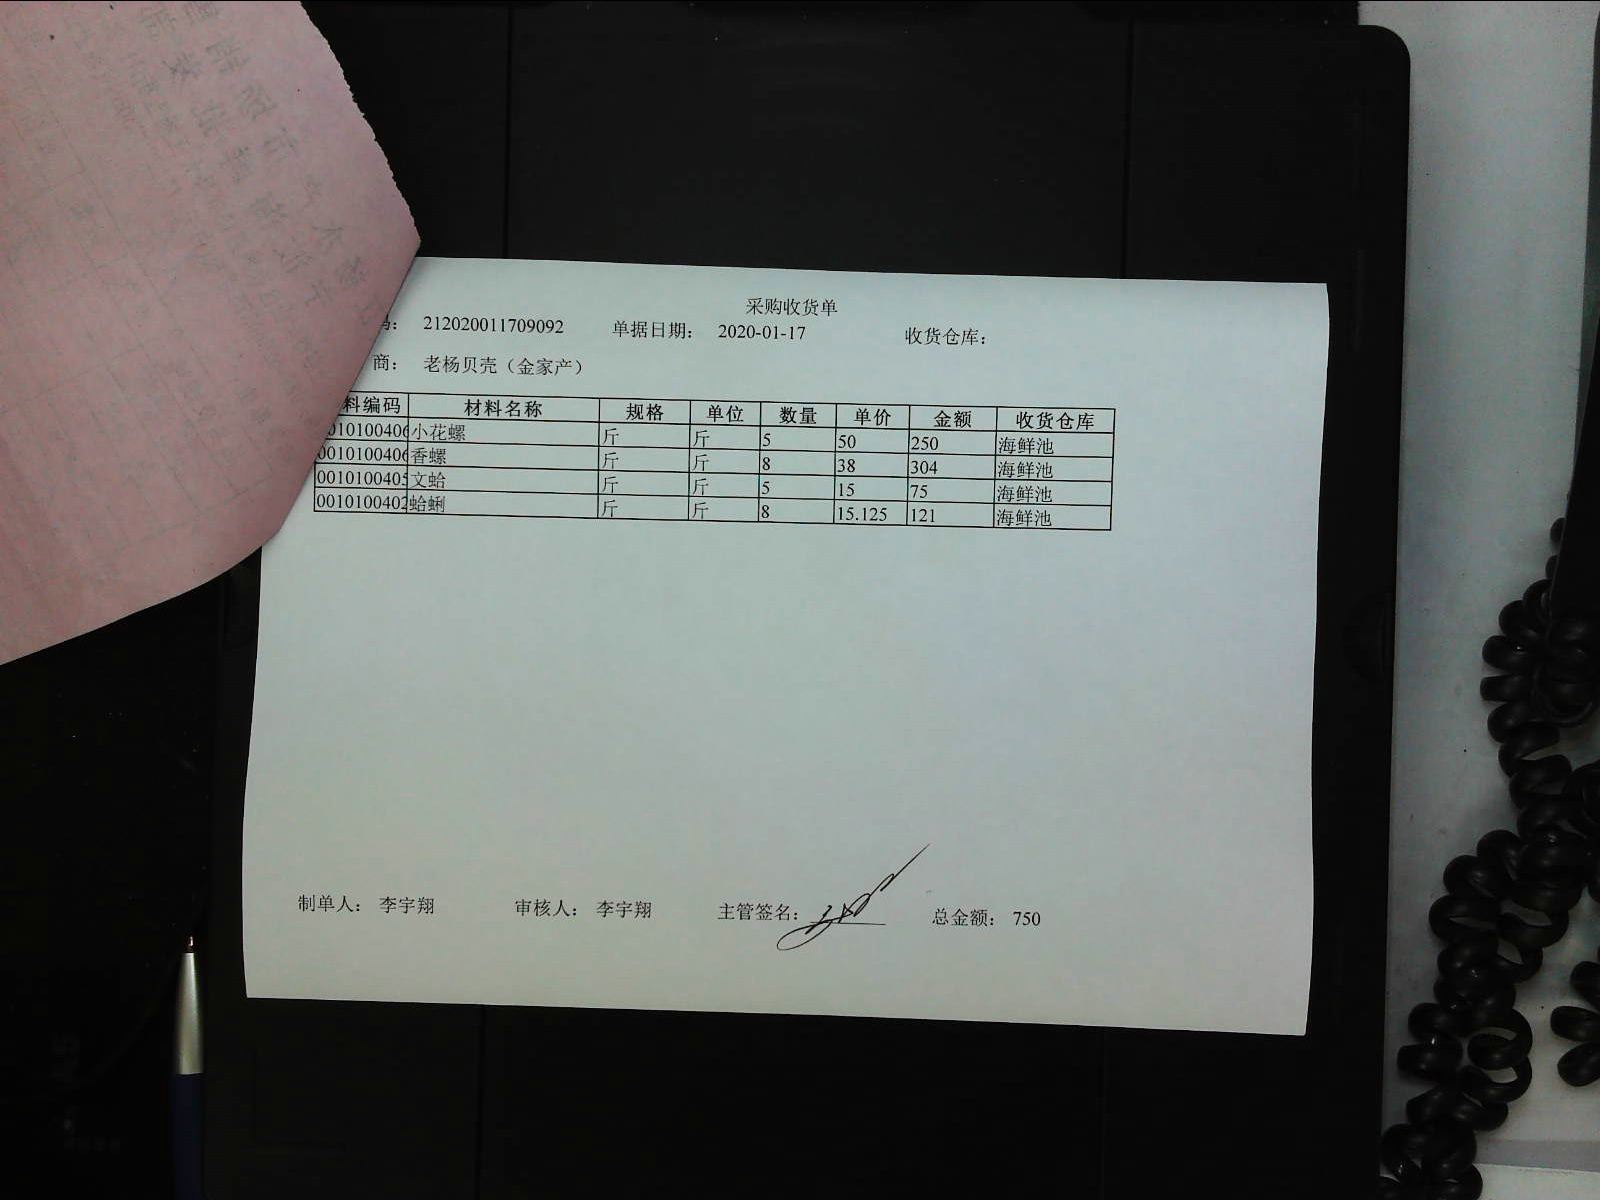 采购收货单
码： 212020011709092 单据日期： 2020-01-17 收货仓库：
商： 老杨贝壳（金家产）
料编码 材料名称 规格 单位 数量 单价 金额 收货仓库
010100406 小花螺 斤 斤 5 50 250 海鲜池
0010100406 香螺 斤 斤 8 38 304 海鲜池
0010100405 文蛤 斤 斤 5 15 75 海鲜池
0010100402 蛤蜊 斤 斤 8 15.125 121 海鲜池
制单人： 李宇翔 审核人： 李宇翔 主管签名： 总金额： 750